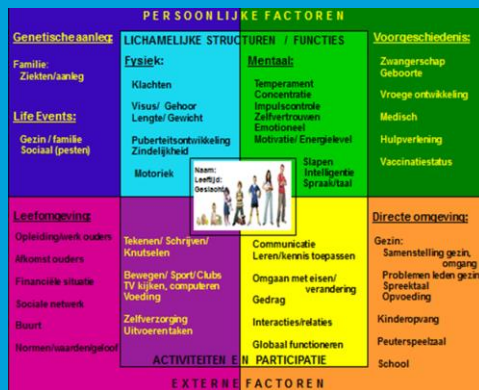 PERSOONLIJKE FACTOREN
Genetische aanleg:
Familie:
Ziekten/aanleg
Life Events:
Gezin / familie
Sociaal (pesten)
LICHAMELIJKE STRUCTUREN / FUNCTIES
Fysiek:
Klachten
Visus/ Gehoor
Lengte/ Gewicht
Puberteitsontwikkeling
Zindelijkheid
Motoriek
Mentaal:
Temperament
Concentratie
Impulscontrole
Zelfvertrouwen
Emotioneel
Motivatie/ Energielevel
Slapen
Intelligentie
Spraak/taal
Voorgeschiedenis:
Zwangerschap
Geboorte
Vroege ontwikkeling
Medisch
Hulpverlening
Vaccinatiestatus
Naam:
Leeftijd:
Geslacht:
Leefomgeving:
Opleiding/werk ouders
Afkomst ouders
Financiële situatie
Sociale netwerk
Buurt
Normen/waarden/geloof
Tekenen/ Schrijven/
Knutselen
Bewegen/ Sport/Clubs
TV kijken, computeren
Voeding
Zelfverzorging
Uitvoeren taken
Communicatie
Leren/kennis toepassen
Omgaan met eisen/
verandering
Gedrag
Interacties/relaties
Globaal functioneren
ACTIVITEITEN EN PARTICIPATIE
Directe omgeving:
Gezin:
Samenstelling gezin,
omgang
Problemen leden gezin
Spreektaal
Opvoeding
Kinderopvang
Peuterspeelzaal
School
EXTERNE FACTOREN